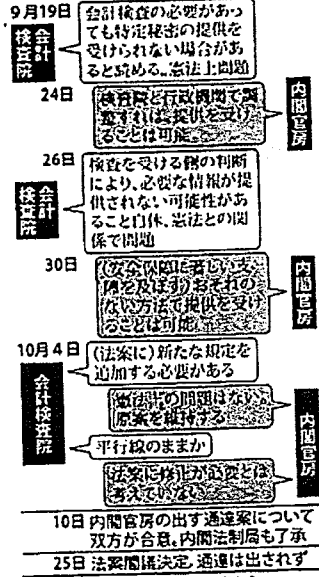 9月19日
会計検査院
会計検査の必要があっ
ても特定秘密の提供を
受けられない場合があ
ると読める。憲法上問題
24日
内閣官房
検査院と行政機関で調
整すれば、提供を受け
ることは可能
26日
会計検査院
検査を受ける側の判断
により、必要な情報が提
供されない可能性があ
ること自体、憲法との関
係で問題
30日
内閣官房
(安全保障に著しい支
障を及ぼす)おそれの
ない方法で提供を受け
ることは可能
10月4日
会計検査院
(法案に)新たな規定を
追加する必要がある
内閣官房
憲法上の問題はない。
原案を維持する
平行線のままか
法案に修正が必要とは
考えていない
10日 内閣官房の出す通達案について
双方が合意、内閣法制局も了承
25日 法案閣議決定、通達は出されず